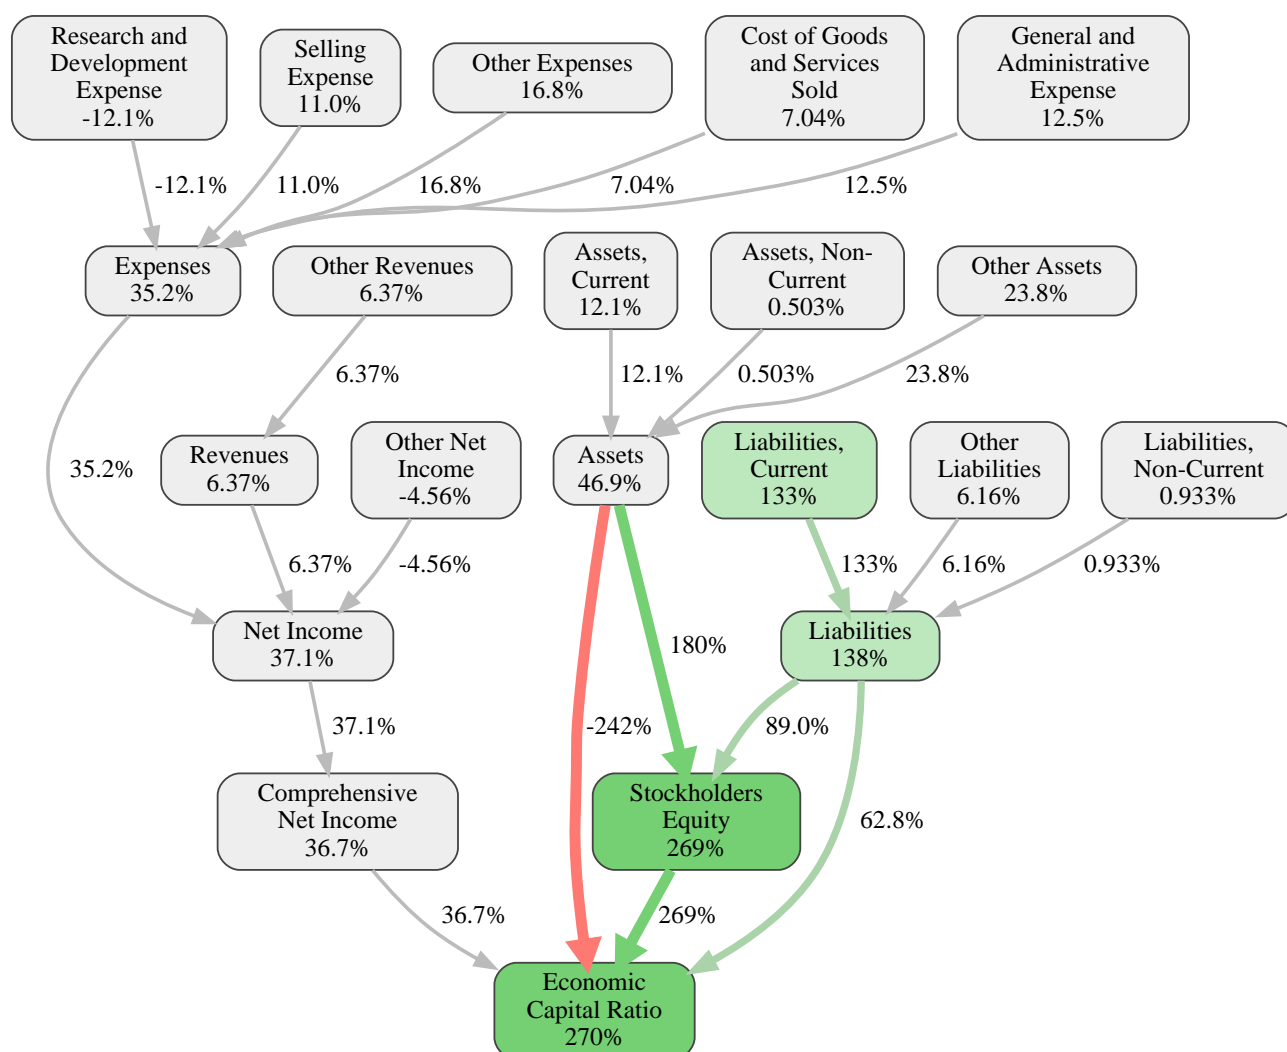 Research and
Development
Expense
-12.1%
Selling
Expense
11.0%
Other Expenses
16.8%
Cost of Goods
and Services
Sold
7.04%
General and
Administrative
Expense
12.5%
-12.1%
11.0%
16.8%
7.04%
12.5%
Expenses
35.2%
Other Revenues
6.37%
Assets,
Current
12.1%
Assets, Non-
Current
0.503%
Other Assets
23.8%
6.37%
12.1%
0.503%
23.8%
35.2%
Revenues
6.37%
Other Net
Income
-4.56%
Assets
46.9%
Liabilities,
Current
133%
Other
Liabilities
6.16%
Liabilities,
Non-Current
0.933%
6.37%
-4.56%
133%
6.16%
0.933%
Net Income
37.1%
180%
Liabilities
138%
37.1%
-242%
89.0%
Comprehensive
Net Income
36.7%
Stockholders
Equity
269%
62.8%
36.7%
269%
Economic
Capital Ratio
270%